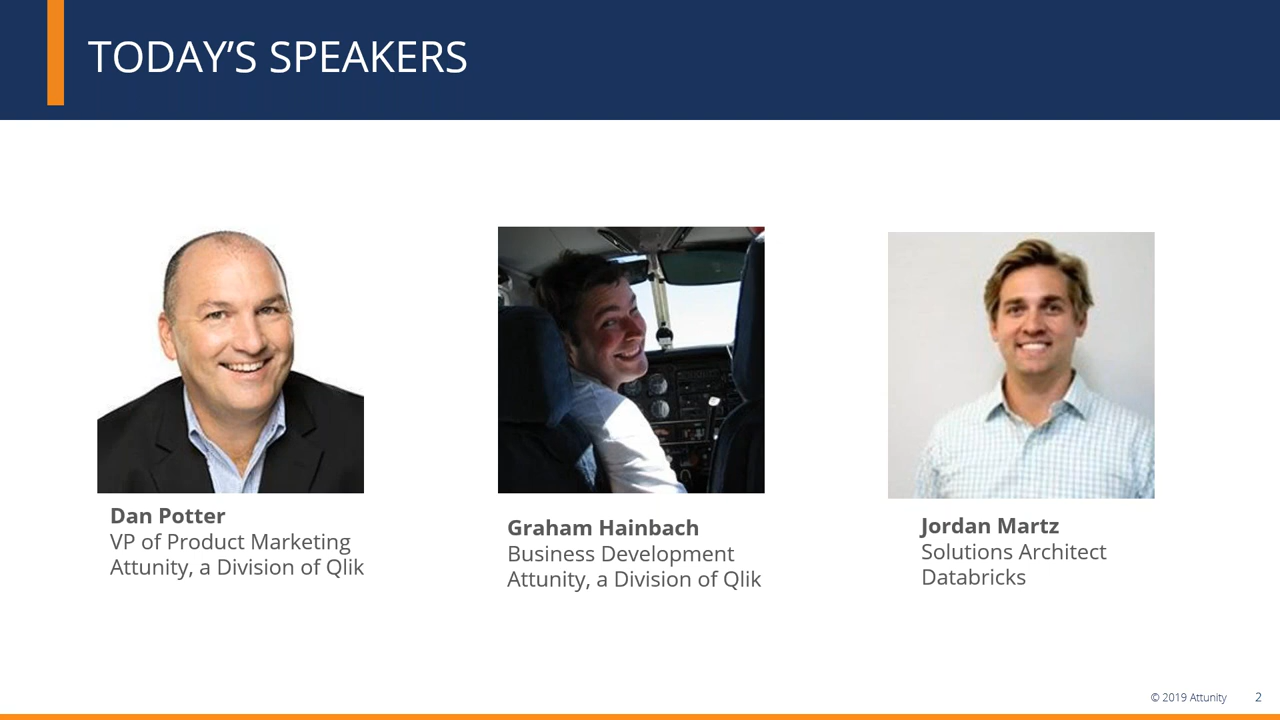 TODAY’S SPEAKERS
Dan Potter
VP of Product Marketing
Attunity, a Division of Qlik
Graham Hainbach
Business Development
Attunity, a Division of Qlik
Jordan Martz
Solutions Architect
Databricks
© 2019 Attunity 2